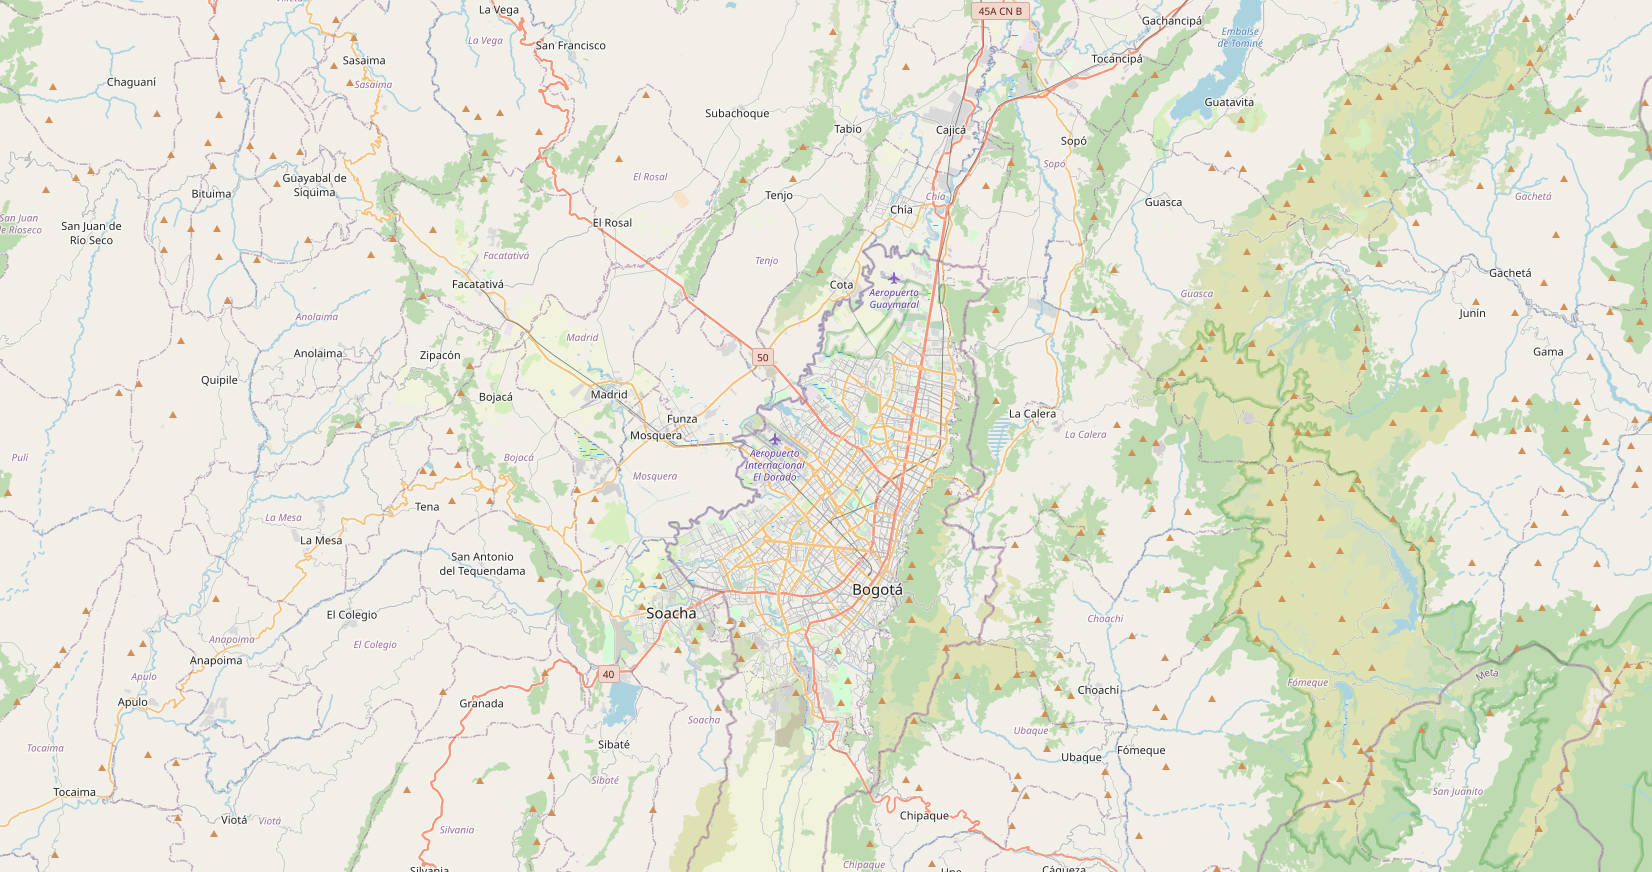 La Vega
45A CN B
Gachancipá
San Francisco
La Vega
Embalse
de Tominé
Sasaima
Tocancipá
Chaguaní
Sasaima
Guatavita
Subachoque
Tabio
Cajicá
Sopó
Sopó
Guayabal de
Siquima
El Rosal
Bituima
Tenjo
Chía
Gachetá
Guasca
Chía
San Juan
de Rioseco
San Juan de
Río Seco
El Rosal
Facatativá
Tenjo
Gachetá
Facatativá
Cota
Aeropuerto
Guaymaral
Guasca
Anolaima
Junín
Madrid
Anolaima
Zipacón
50
Gama
Quipile
Bojacá
Madrid
Funza
La Calera
Mosquera
La Calera
Pulí
Bojacá
Aeropuerto
Internacional
El Dorado
Mosquera
Tena
La Mesa
La Mesa
San Antonio
del Tequendama
Bogotá
El Colegio
Soacha
Choachí
Anapoima
El Colegio
Anapoima
Apulo
40
Meta
Fómeque
Apulo
Granada
Choachí
Soacha
Ubaque
Tocaima
Sibaté
Ubaque
Fómeque
Sibaté
Tocaima
San Juanito
Viotá
Viotá
Silvania
Chipaque
Chipaque
Silvania
Une
Cáqueza